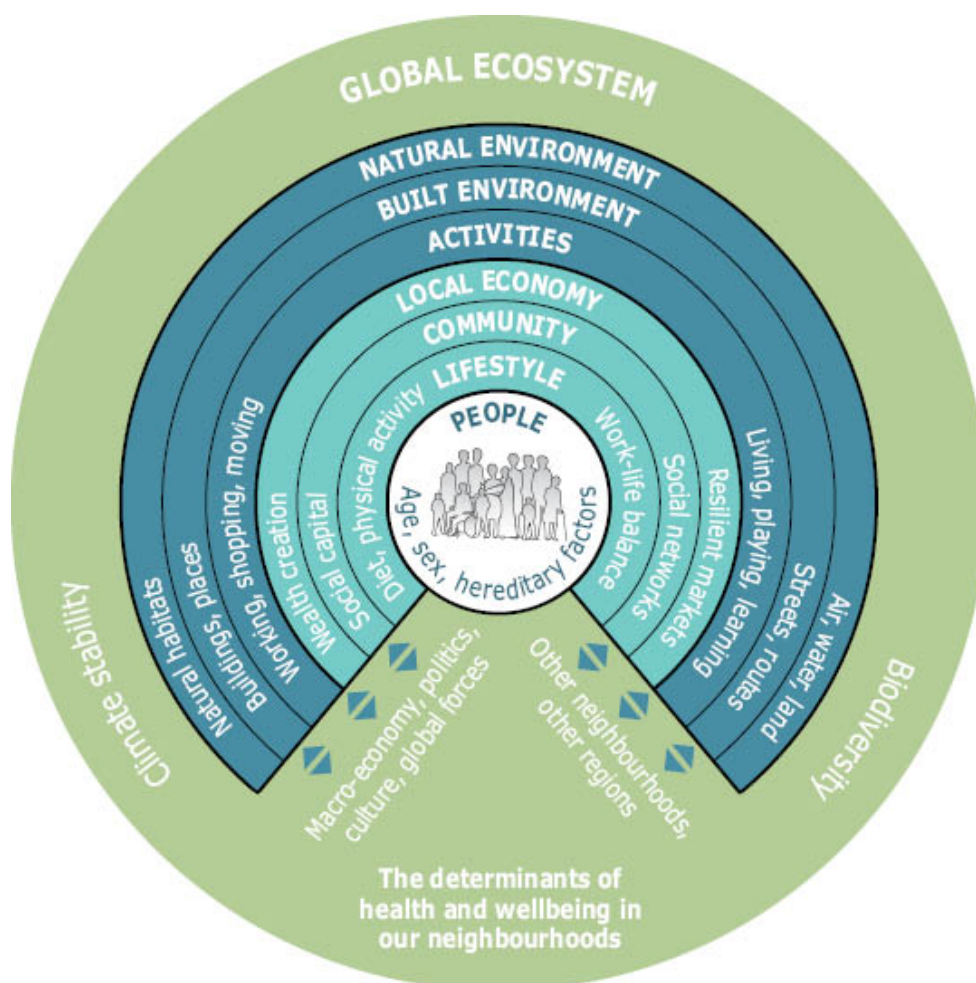 GLOBAL ECOSYSTEM
NATURAL ENVIRONMENT
BUILT ENVIRONMENT
ACTIVITIES
LOCAL ECONOMY
COMMUNITY
LIFESTYLE
PEOPLE
Age, sex, hereditary factors
Diet, physical activity
Work-life balance
Social capital
Social networks
Wealth creation
Resilient markets
Working, shopping, moving
Living, playing, learning
Buildings, places
Streets, routes
Natural habitats
Air, water, land
Climate stability
Biodiversity
Macro-economy, politics,
culture, global forces
Other neighbourhoods,
other regions
The determinants of
health and wellbeing in
our neighbourhoods